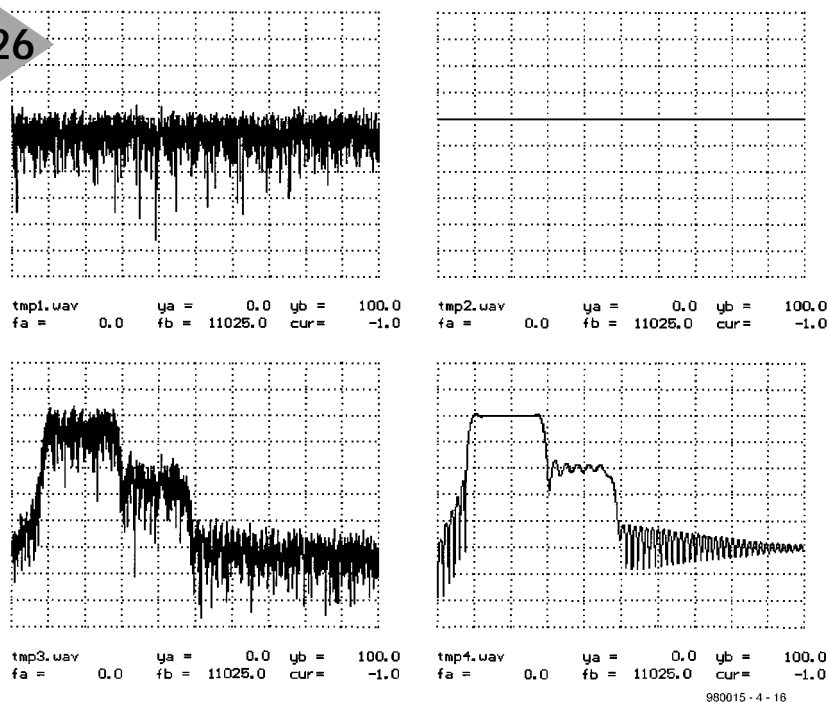 26
tmp1.wav ya = 0.0 yb = 100.0
fa = 0.0 fb = 11025.0 cur= -1.0
tmp2.wav ya = 0.0 yb = 100.0
fa = 0.0 fb = 11025.0 cur= -1.0
tmp3.wav ya = 0.0 yb = 100.0
fa = 0.0 fb = 11025.0 cur= -1.0
tmp4.wav ya = 0.0 yb = 100.0
fa = 0.0 fb = 11025.0 cur= -1.0
980015 - 4 - 16